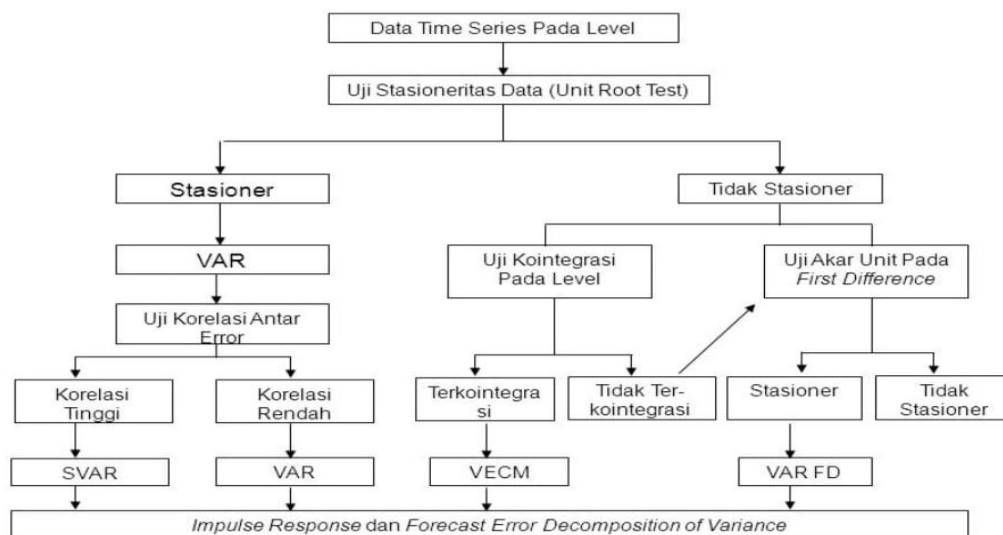 Data Time Series Pada Level
Uji Stasioneritas Data (Unit Root Test)
Stasioner
Tidak Stasioner
VAR
Uji Kointegrasi
Pada Level
Uji Akar Unit Pada
First Difference
Uji Korelasi Antar
Error
Korelasi
Tinggi
Korelasi
Rendah
Terkointegra
si
Tidak Ter-
kointegrasi
Stasioner
Tidak
Stasioner
SVAR
VAR
VECM
VAR FD
Impulse Response dan Forecast Error Decomposition of Variance